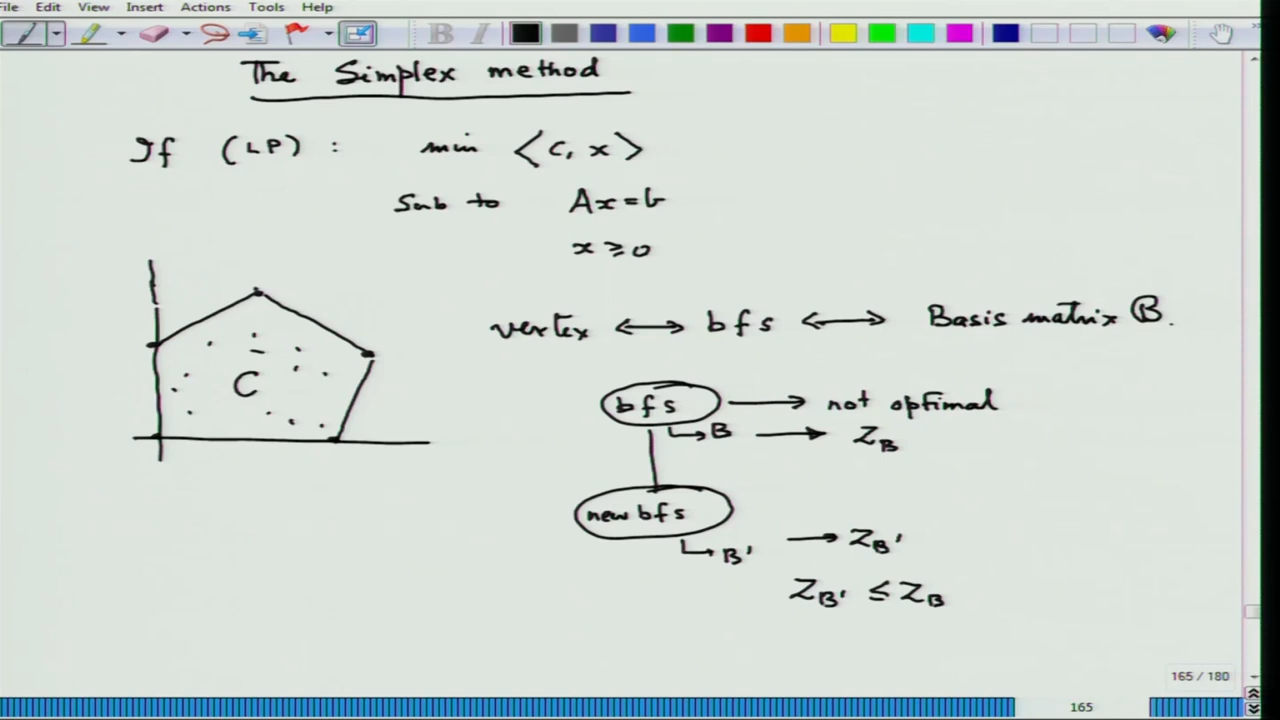 File Edit View Insert Actions Tools Help
B I
The Simplex method
If (LP) : min ⟨c, x⟩
Sub to Ax=b
x ≥ 0
vertex ⟷ bfs ⟷ Basis matrix B.
C
bfs ⟶ not optimal
↳ B ⟶ Z_B
new bfs
↳ B' ⟶ Z_B'
Z_B' ≤ Z_B
165 / 180
165